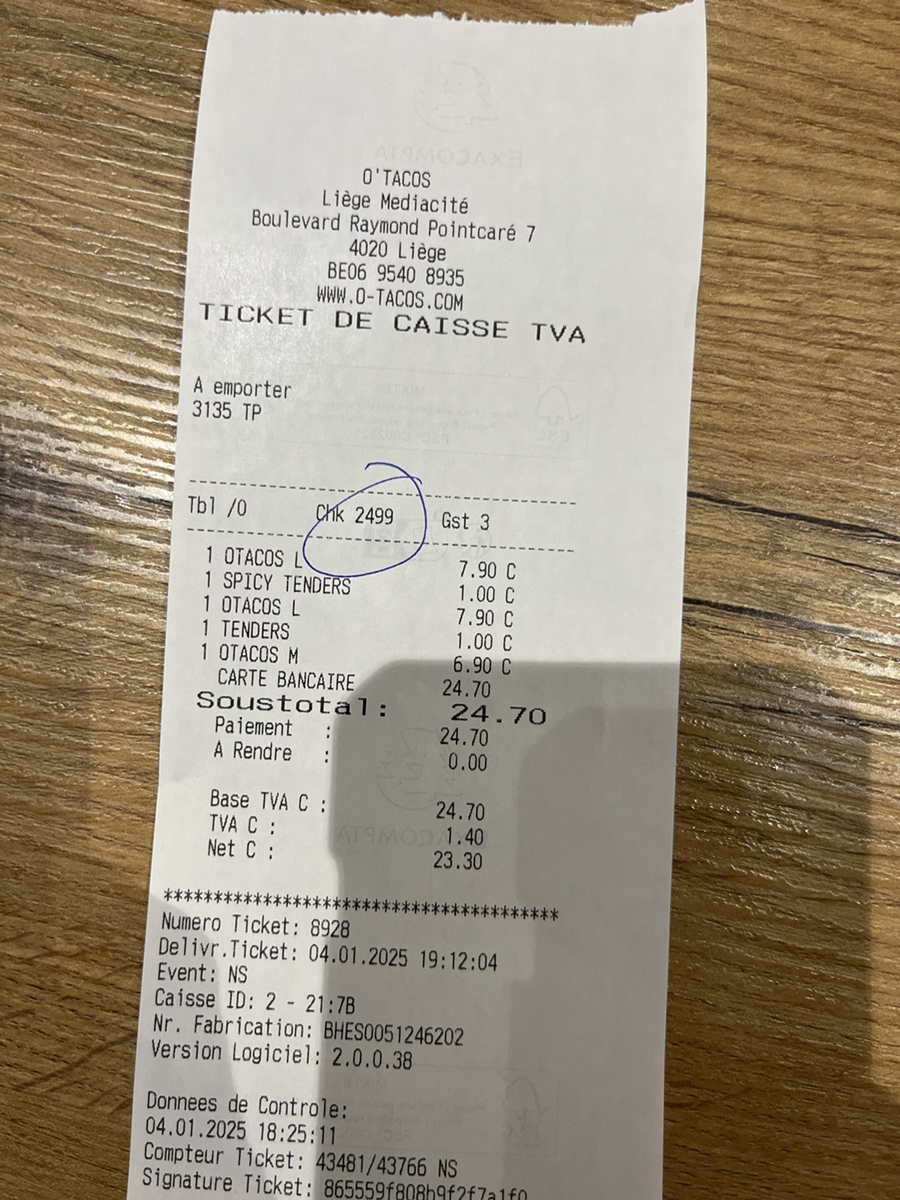 O'TACOS
Liège Mediacité
Boulevard Raymond Pointcaré 7
4020 Liège
BE06 9540 8935
WWW.O-TACOS.COM
TICKET DE CAISSE TVA
A emporter
3135 TP
Tbl /0 Chk 2499 Gst 3
1 OTACOS L 7.90 C
1 SPICY TENDERS 1.00 C
1 OTACOS L 7.90 C
1 TENDERS 1.00 C
1 OTACOS M 6.90 C
CARTE BANCAIRE 24.70
Soustotal: 24.70
Paiement : 24.70
A Rendre : 0.00
Base TVA C : 24.70
TVA C : 1.40
Net C : 23.30
****************************************
Numero Ticket: 8928
Delivr.Ticket: 04.01.2025 19:12:04
Event: NS
Caisse ID: 2 - 21:7B
Nr. Fabrication: BHES0051246202
Version Logiciel: 2.0.0.38
Donnees de Controle:
04.01.2025 18:25:11
Compteur Ticket: 43481/43766 NS
Signature Ticket: 865559f808b9f2f7a1f0